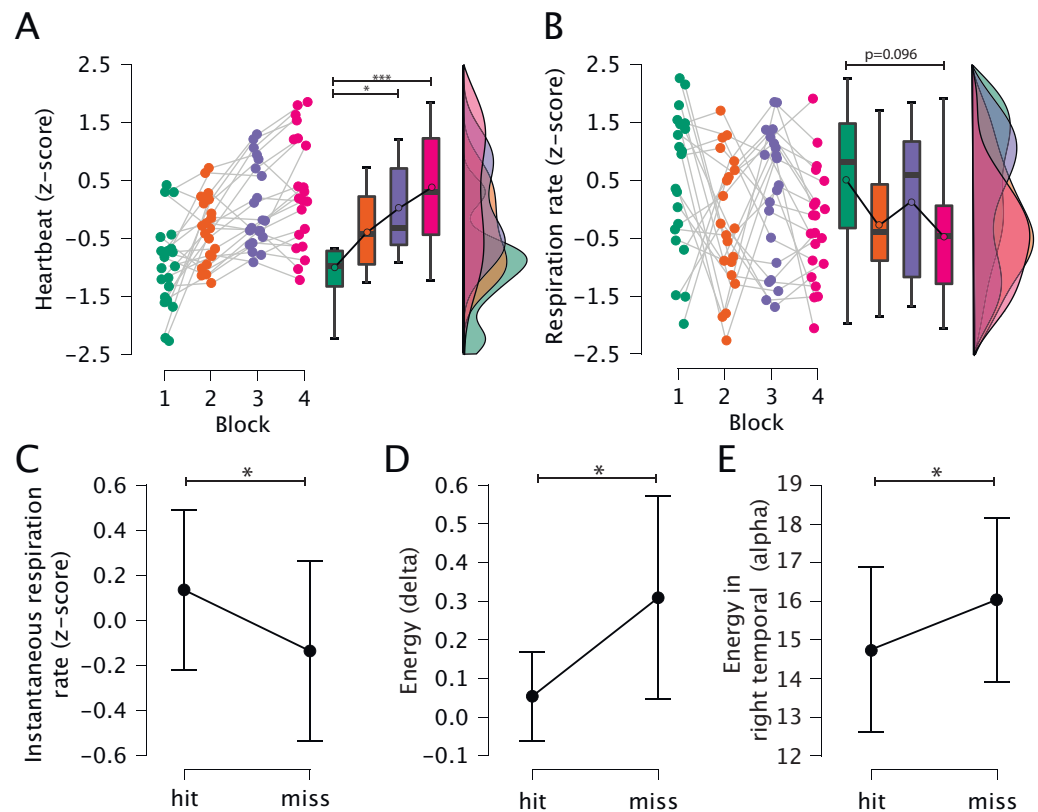 A
Heartbeat (z-score)
2.5
1.5
0.5
−0.5
−1.5
−2.5
***
*
1 2 3 4
Block
B
Respiration rate (z-score)
2.5
1.5
0.5
−0.5
−1.5
−2.5
p=0.096
1 2 3 4
Block
C
Instantaneous respiration
rate (z-score)
0.6
0.4
0.2
0.0
−0.2
−0.4
−0.6
*
hit miss
D
Energy (delta)
0.6
0.5
0.4
0.3
0.2
0.1
0.0
−0.1
*
hit miss
E
Energy in
right temporal (alpha)
19
18
17
16
15
14
13
12
*
hit miss